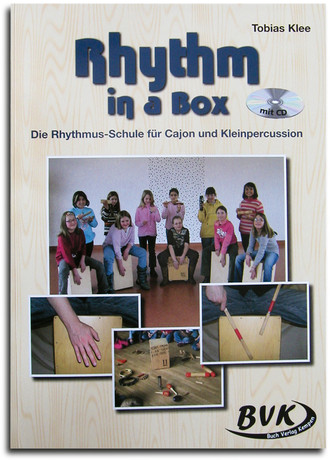 Tobias Klee
Rhythm
in a Box
mit CD
Die Rhythmus-Schule für Cajon und Kleinpercussion
BVK
Buch Verlag Kempen